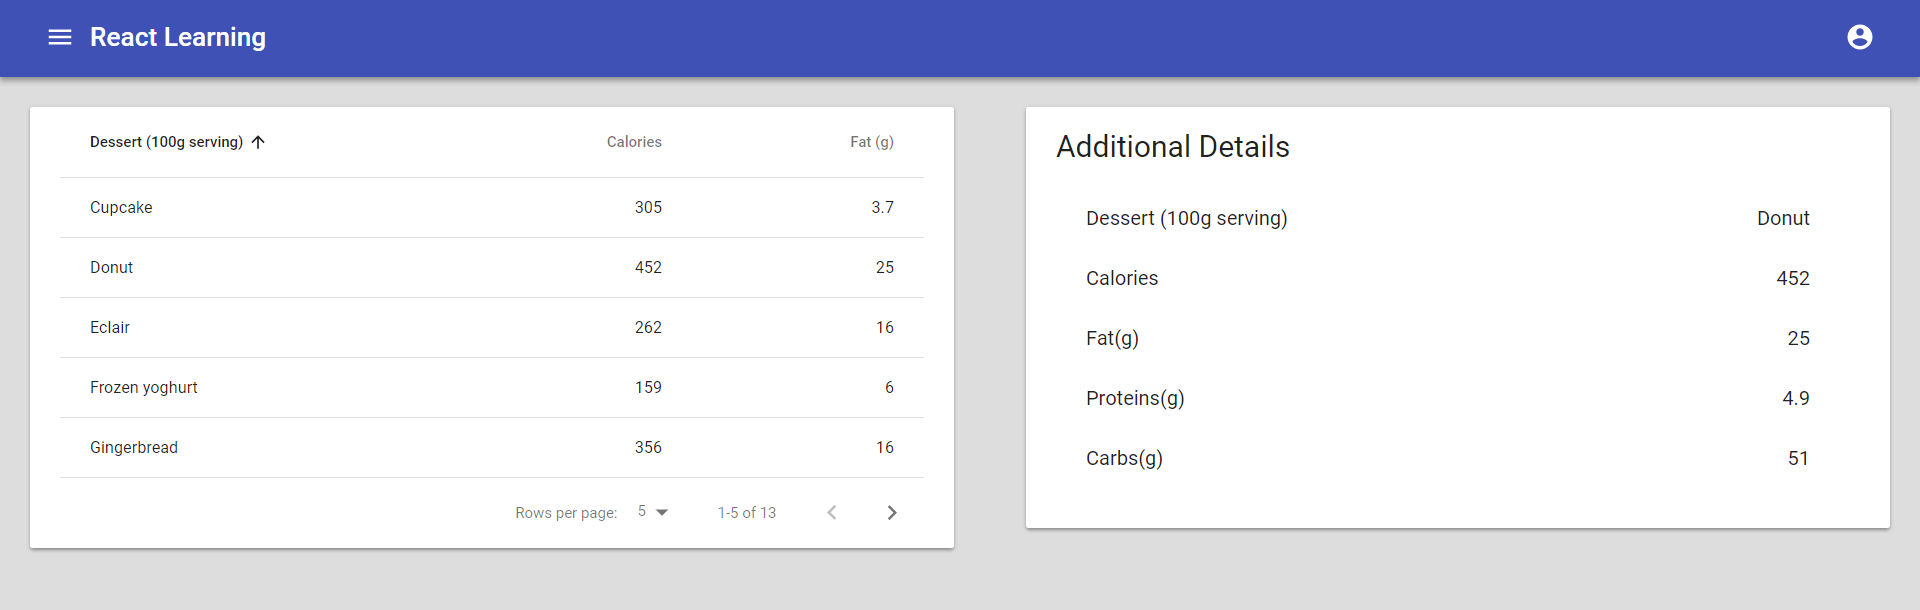 React Learning
Dessert (100g serving) Calories Fat (g)
Cupcake 305 3.7
Donut 452 25
Eclair 262 16
Frozen yoghurt 159 6
Gingerbread 356 16
Rows per page: 5 1-5 of 13
Additional Details
Dessert (100g serving) Donut
Calories 452
Fat(g) 25
Proteins(g) 4.9
Carbs(g) 51